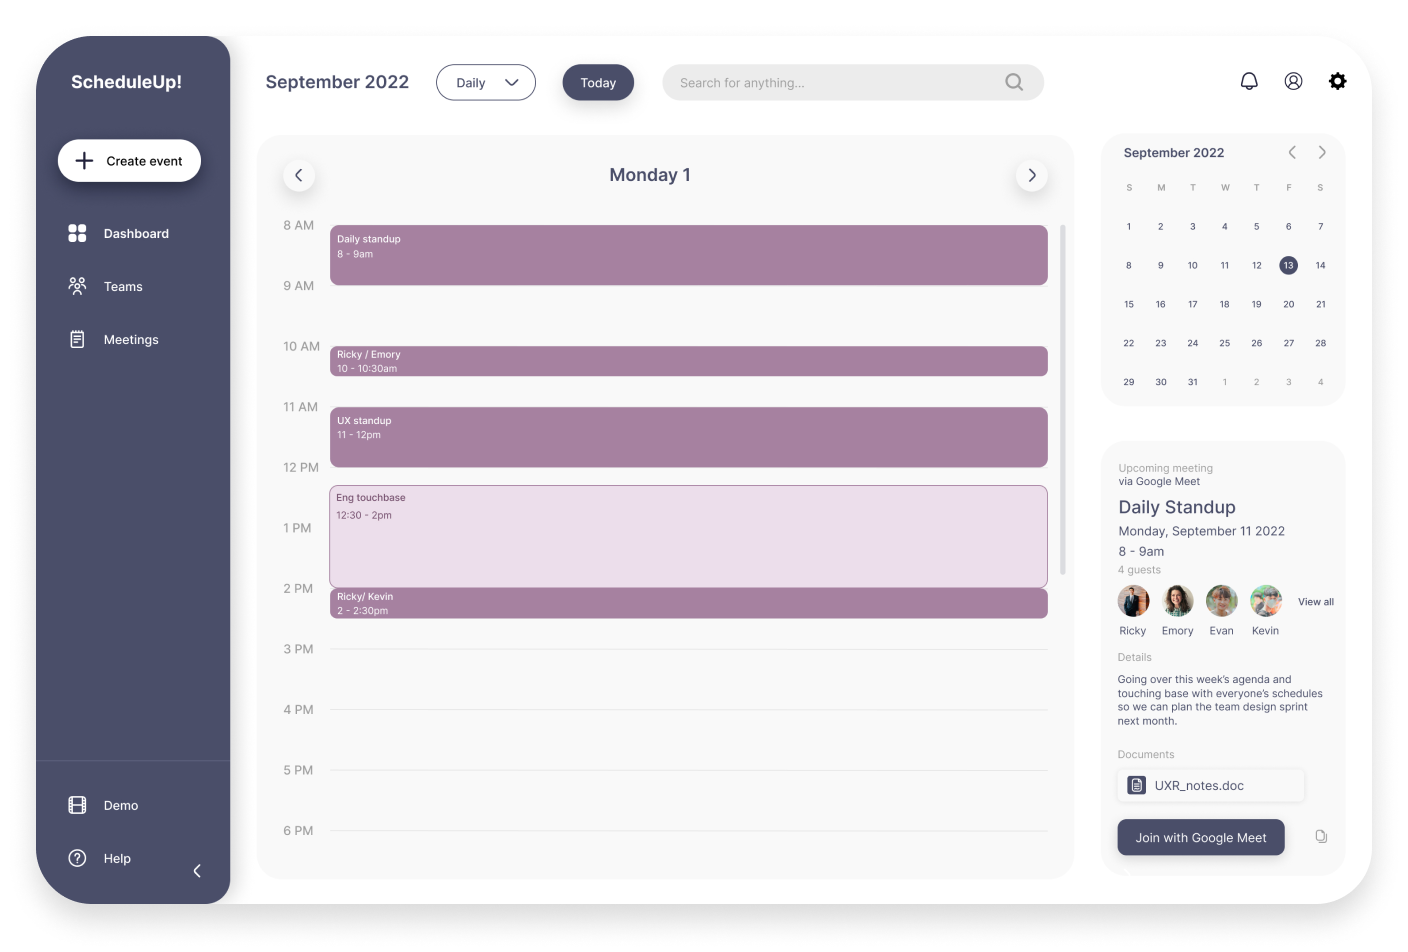 ScheduleUp!
Create event
Dashboard
Teams
Meetings
Demo
Help
September 2022
Daily
Today
Search for anything...
Monday 1
8 AM
Daily standup
8 - 9am
9 AM
10 AM
Ricky / Emory
10 - 10:30am
11 AM
UX standup
11 - 12pm
12 PM
Eng touchbase
12:30 - 2pm
1 PM
2 PM
Ricky/ Kevin
2 - 2:30pm
3 PM
4 PM
5 PM
6 PM
September 2022
S M T W T F S
1 2 3 4 5 6 7
8 9 10 11 12 13 14
15 16 17 18 19 20 21
22 23 24 25 26 27 28
29 30 31 1 2 3 4
Upcoming meeting
via Google Meet
Daily Standup
Monday, September 11 2022
8 - 9am
4 guests
View all
Ricky Emory Evan Kevin
Details
Going over this week's agenda and
touching base with everyone's schedules
so we can plan the team design sprint
next month.
Documents
UXR_notes.doc
Join with Google Meet